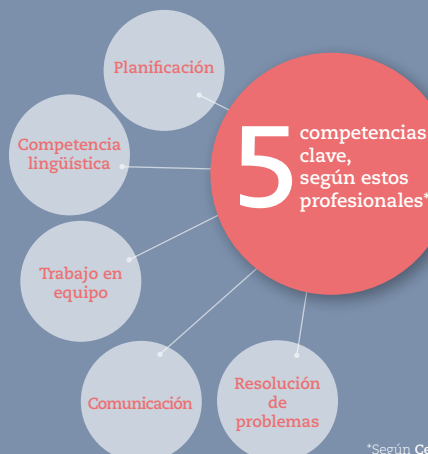 Planificación
Competencia
lingüística
Trabajo en
equipo
Comunicación
Resolución
de
problemas
5 competencias
clave,
según estos
profesionales*
*Según